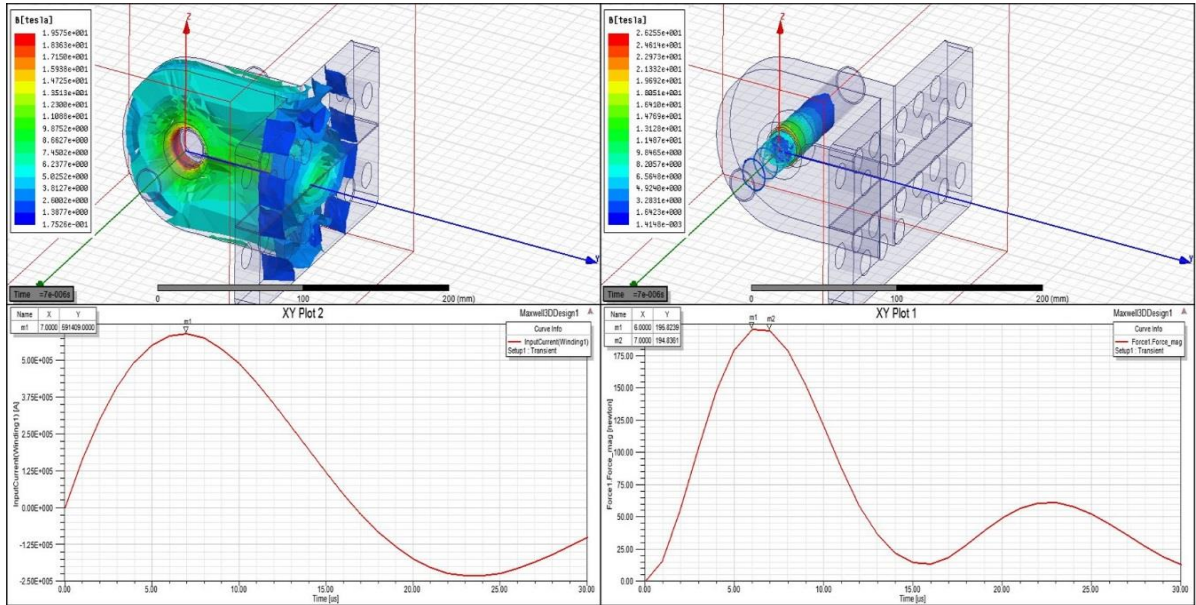 B[tesla]
1.9575e+001
1.8363e+001
1.7150e+001
1.5938e+001
1.4725e+001
1.3513e+001
1.2300e+001
1.1088e+001
9.8752e+000
8.6627e+000
7.4502e+000
6.2377e+000
5.0252e+000
3.8127e+000
2.6002e+000
1.3877e+000
1.7526e-001
Z
Y
Time =7e-006s
0 100 200 (mm)
B[tesla]
2.6255e+001
2.4614e+001
2.2973e+001
2.1332e+001
1.9692e+001
1.8051e+001
1.6410e+001
1.4769e+001
1.3128e+001
1.1487e+001
9.8465e+000
8.2057e+000
6.5648e+000
4.9240e+000
3.2831e+000
1.6423e+000
1.4148e-003
Z
Y
Time =7e-006s
0 100 200 (mm)
Name X Y
m1 7.0000 591409.0000
XY Plot 2
Maxwell3DDesign1
Curve Info
InputCurrent(Winding1)
Setup1 : Transient
m1
InputCurrent(Winding1) [A]
5.00E+005
2.50E+005
1.25E+005
0.00E+000
-1.25E+005
-2.50E+005
0.00 5.00 10.00 15.00 20.00 25.00 30.00
Time [us]
Name X Y
m1 6.0000 195.8239
m2 7.0000 194.8361
XY Plot 1
Maxwell3DDesign1
Curve Info
Force1.Force_mag
Setup1 : Transient
m1 m2
Force1.Force_mag [newton]
175.00
150.00
125.00
100.00
75.00
50.00
25.00
0.00
0.00 5.00 10.00 15.00 20.00 25.00 30.00
Time [us]